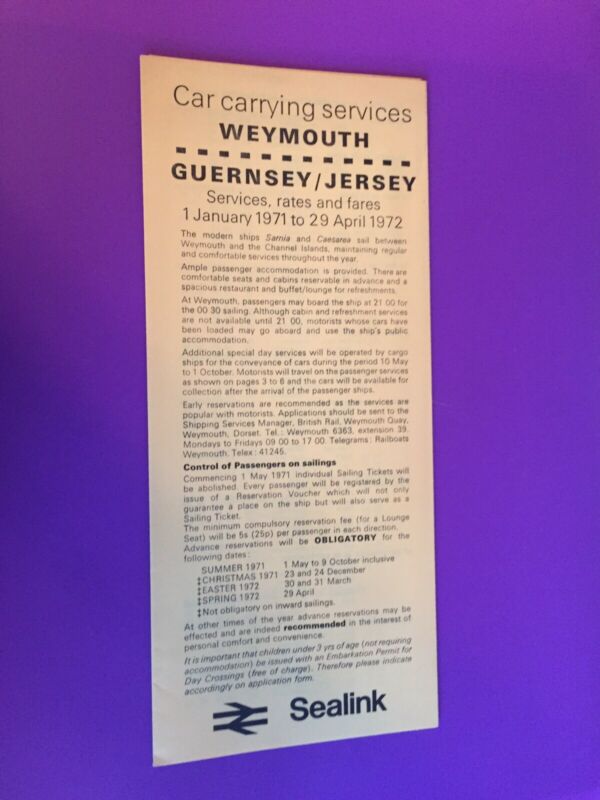 Car carrying services
WEYMOUTH
GUERNSEY/JERSEY
Services, rates and fares
1 January 1971 to 29 April 1972
The modern ships Sarnia and Caesarea sail between
Weymouth and the Channel Islands, maintaining regular
and comfortable services throughout the year.
Ample passenger accommodation is provided. There are
comfortable seats and cabins reservable in advance and a
spacious restaurant and buffet/lounge for refreshments.
At Weymouth, passengers may board the ship at 21 00 for
the 00 30 sailing. Although cabin and refreshment services
are not available until 21 00, motorists whose cars have
been loaded may go aboard and use the ship's public
accommodation.
Additional special day services will be operated by cargo
ships for the conveyance of cars during the period 10 May
to 1 October. Motorists will travel on the passenger services
as shown on pages 3 to 6 and the cars will be available for
collection after the arrival of the passenger ships.
Early reservations are recommended as the services are
popular with motorists. Applications should be sent to the
Shipping Services Manager, British Rail, Weymouth Quay,
Weymouth, Dorset. Tel.: Weymouth 6363, extension 39.
Mondays to Fridays 09 00 to 17 00. Telegrams: Railboats
Weymouth. Telex: 41245.
Control of Passengers on sailings
Commencing 1 May 1971 individual Sailing Tickets will
be abolished. Every passenger will be registered by the
issue of a Reservation Voucher which will not only
guarantee a place on the ship but will also serve as a
Sailing Ticket.
The minimum compulsory reservation fee (for a Lounge
Seat) will be 5s (25p) per passenger in each direction.
Advance reservations will be OBLIGATORY for the
following dates:
SUMMER 1971 1 May to 9 October inclusive
‡CHRISTMAS 1971 23 and 24 December
‡EASTER 1972 30 and 31 March
‡SPRING 1972 29 April
‡Not obligatory on inward sailings.
At other times of the year advance reservations may be
effected and are indeed recommended in the interest of
personal comfort and convenience.
It is important that children under 3 yrs of age (not requiring
accommodation) be issued with an Embarkation Permit for
Day Crossings (free of charge). Therefore please indicate
accordingly on application form.
Sealink